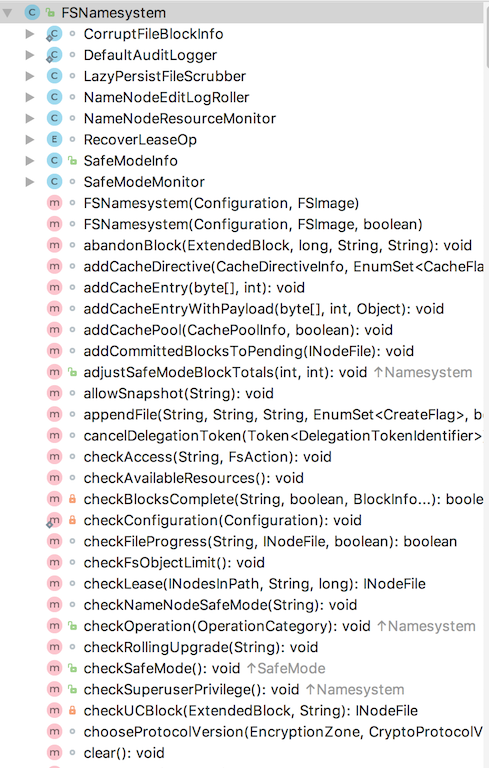 FSNamesystem
CorruptFileBlockInfo
DefaultAuditLogger
LazyPersistFileScrubber
NameNodeEditLogRoller
NameNodeResourceMonitor
RecoverLeaseOp
SafeModeInfo
SafeModeMonitor
FSNamesystem(Configuration, FSImage)
FSNamesystem(Configuration, FSImage, boolean)
abandonBlock(ExtendedBlock, long, String, String): void
addCacheDirective(CacheDirectiveInfo, EnumSet<CacheFla
addCacheEntry(byte[], int): void
addCacheEntryWithPayload(byte[], int, Object): void
addCachePool(CachePoolInfo, boolean): void
addCommittedBlocksToPending(INodeFile): void
adjustSafeModeBlockTotals(int, int): void ↑Namesystem
allowSnapshot(String): void
appendFile(String, String, String, EnumSet<CreateFlag>, bo
cancelDelegationToken(Token<DelegationTokenIdentifier>
checkAccess(String, FsAction): void
checkAvailableResources(): void
checkBlocksComplete(String, boolean, BlockInfo...): boole
checkConfiguration(Configuration): void
checkFileProgress(String, INodeFile, boolean): boolean
checkFsObjectLimit(): void
checkLease(INodesInPath, String, long): INodeFile
checkNameNodeSafeMode(String): void
checkOperation(OperationCategory): void ↑Namesystem
checkRollingUpgrade(String): void
checkSafeMode(): void ↑SafeMode
checkSuperuserPrivilege(): void ↑Namesystem
checkUCBlock(ExtendedBlock, String): INodeFile
chooseProtocolVersion(EncryptionZone, CryptoProtocolV
clear(): void